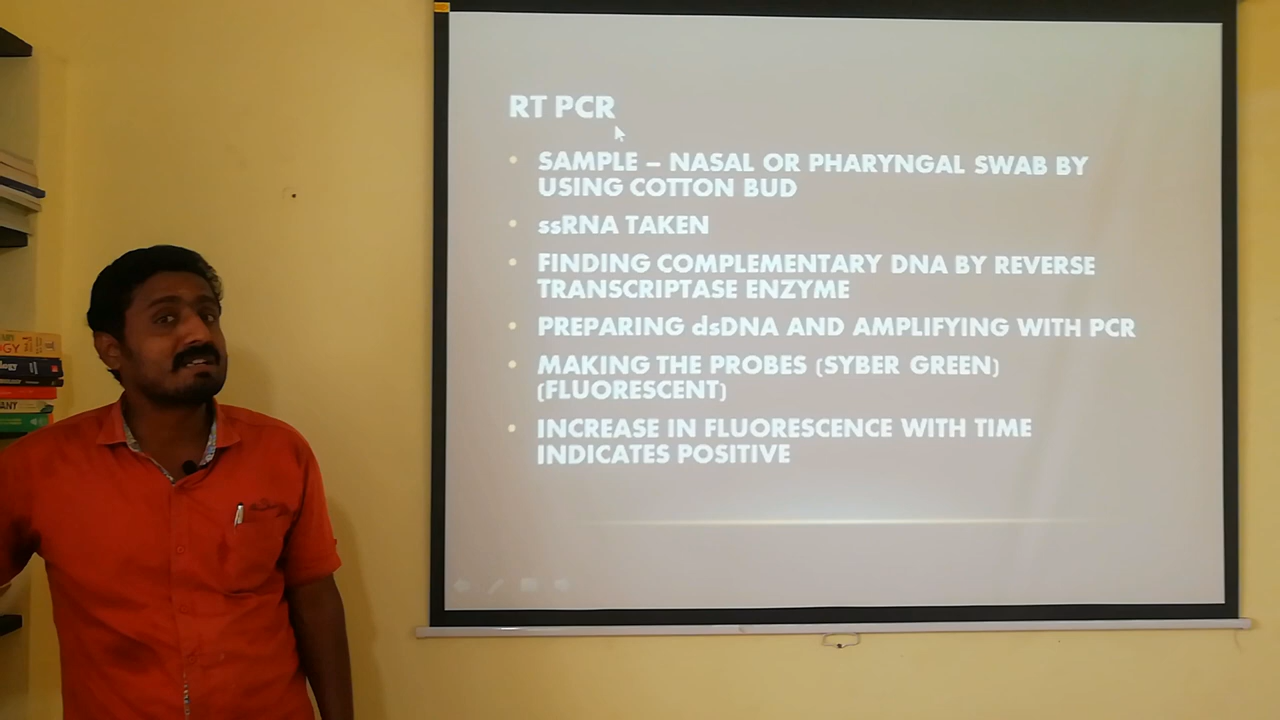 RT PCR
• SAMPLE – NASAL OR PHARYNGAL SWAB BY
USING COTTON BUD
• ssRNA TAKEN
• FINDING COMPLEMENTARY DNA BY REVERSE
TRANSCRIPTASE ENZYME
• PREPARING dsDNA AND AMPLIFYING WITH PCR
• MAKING THE PROBES (SYBER GREEN)
(FLUORESCENT)
• INCREASE IN FLUORESCENCE WITH TIME
INDICATES POSITIVE